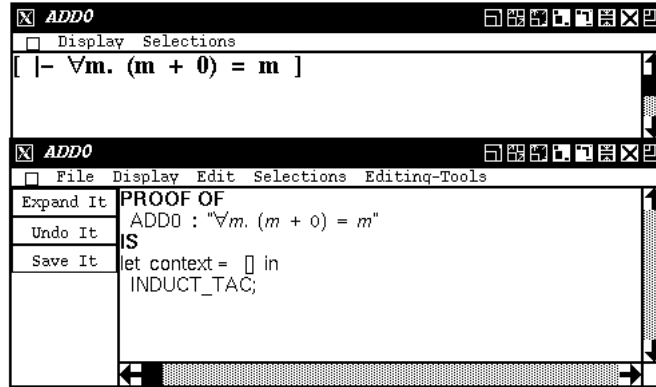 ADD0
Display Selections
[ |- ∀m. (m + 0) = m ]
ADD0
File Display Edit Selections Editing-Tools
Expand It
Undo It
Save It
PROOF OF
ADD0 : "∀m. (m + 0) = m"
IS
let context = [] in
INDUCT_TAC;